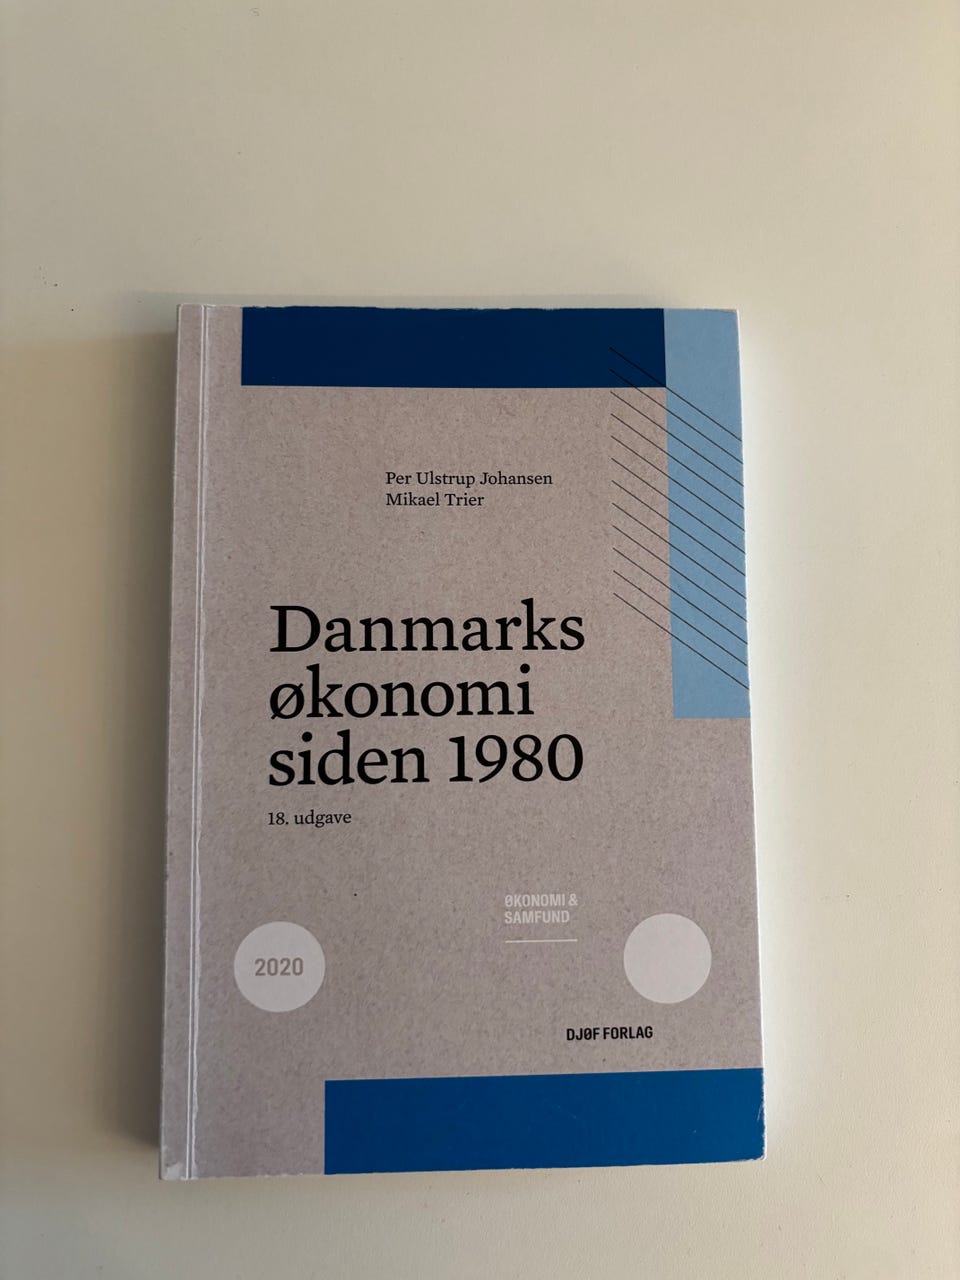 Per Ulstrup Johansen
Mikael Trier
Danmarks
økonomi
siden 1980
18. udgave
ØKONOMI &
SAMFUND
2020
DJØF FORLAG